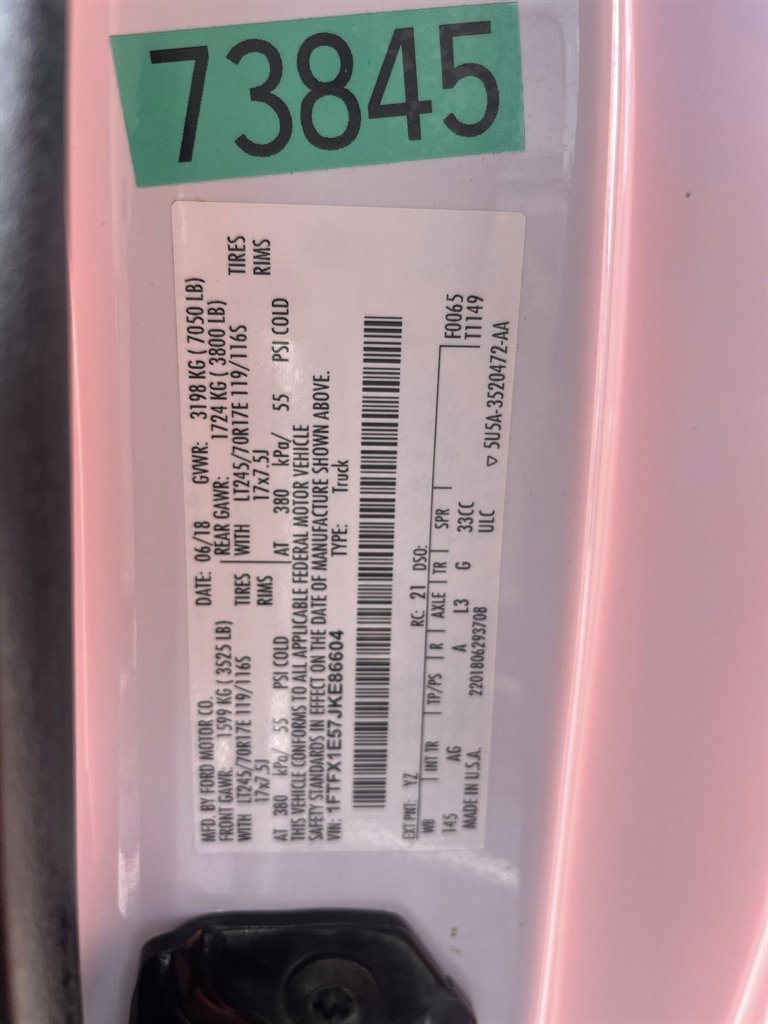 73845
MFD. BY FORD MOTOR CO.
DATE: 06/18 GVWR: 3198 KG ( 7050 LB)
FRONT GAWR: 1599 KG ( 3525 LB) REAR GAWR: 1724 KG ( 3800 LB)
WITH LT245/70R17E 119/116S TIRES WITH LT245/70R17E 119/116S TIRES
17x7.5J RIMS 17x7.5J RIMS
AT 380 kPa/ 55 PSI COLD AT 380 kPa/ 55 PSI COLD
THIS VEHICLE CONFORMS TO ALL APPLICABLE FEDERAL MOTOR VEHICLE
SAFETY STANDARDS IN EFFECT ON THE DATE OF MANUFACTURE SHOWN ABOVE.
VIN: 1FTFX1E57JKE86604 TYPE: Truck
EXT PNT: YZ RC: 21 DSO:
WB INT TR TP/PS R AXLE TR SPR F0065
145 AG A L3 G 33CC T1149
ULC
MADE IN U.S.A. 2201806293708 ▽ 5U5A-3520472-AA